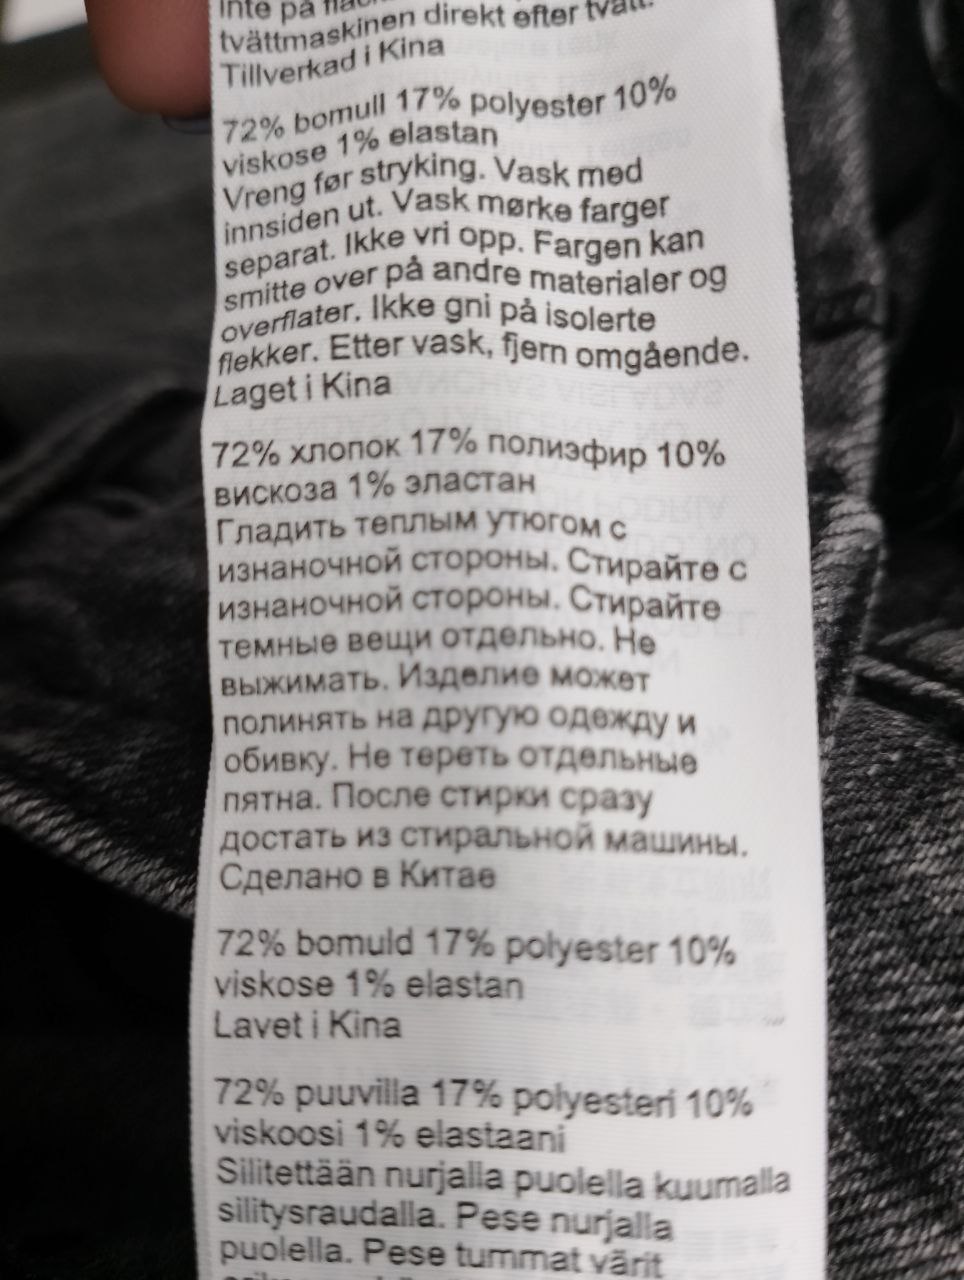 inte på
tvättmaskinen direkt efter tvätt.
Tillverkad i Kina
72% bomull 17% polyester 10%
viskose 1% elastan
Vreng før stryking. Vask med
innsiden ut. Vask mørke farger
separat. Ikke vri opp. Fargen kan
smitte over på andre materialer og
overflater. Ikke gni på isolerte
flekker. Etter vask, fjern omgående.
Laget i Kina
72% хлопок 17% полиэфир 10%
вискоза 1% эластан
Гладить теплым утюгом с
изнаночной стороны. Стирайте с
изнаночной стороны. Стирайте
темные вещи отдельно. Не
выжимать. Изделие может
полинять на другую одежду и
обивку. Не тереть отдельные
пятна. После стирки сразу
достать из стиральной машины.
Сделано в Китае
72% bomuld 17% polyester 10%
viskose 1% elastan
Lavet i Kina
72% puuvilla 17% polyesteri 10%
viskoosi 1% elastaani
Silitettään nurjalla puolella kuumalla
silitysraudalla. Pese nurjalla
puolella. Pese tummat värit